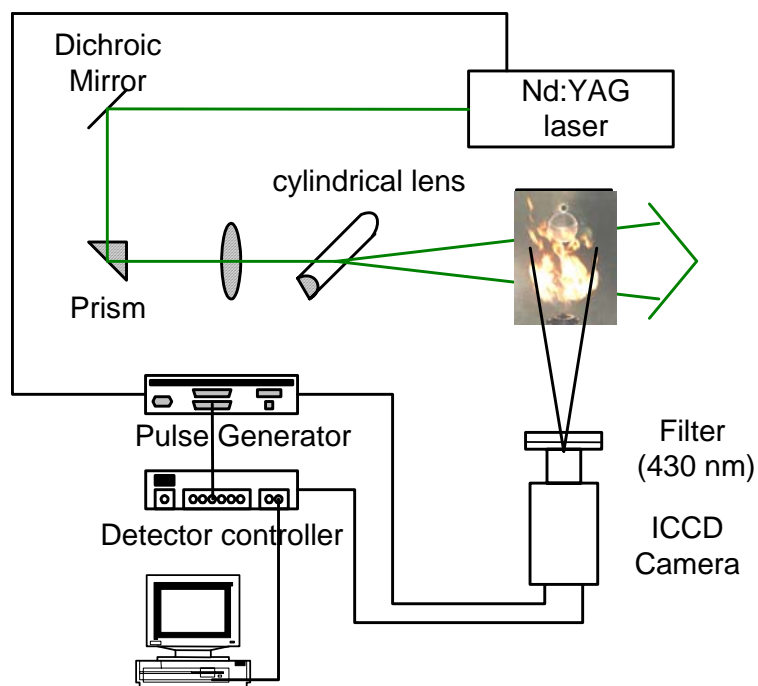 Dichroic
Mirror
Nd:YAG
laser
cylindrical lens
Prism
Pulse Generator
Filter
(430 nm)
Detector controller
ICCD
Camera